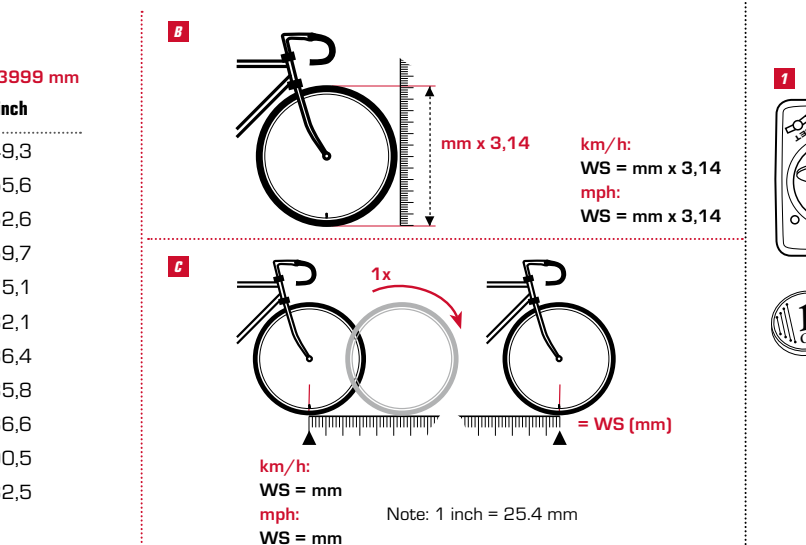 3999 mm
inch
9,3
5,6
2,6
9,7
5,1
2,1
6,4
5,8
6,6
0,5
2,5
B
mm x 3,14
km/h:
WS = mm x 3,14
mph:
WS = mm x 3,14
C
1x
= WS (mm)
km/h:
WS = mm
mph:
WS = mm
Note: 1 inch = 25.4 mm
1